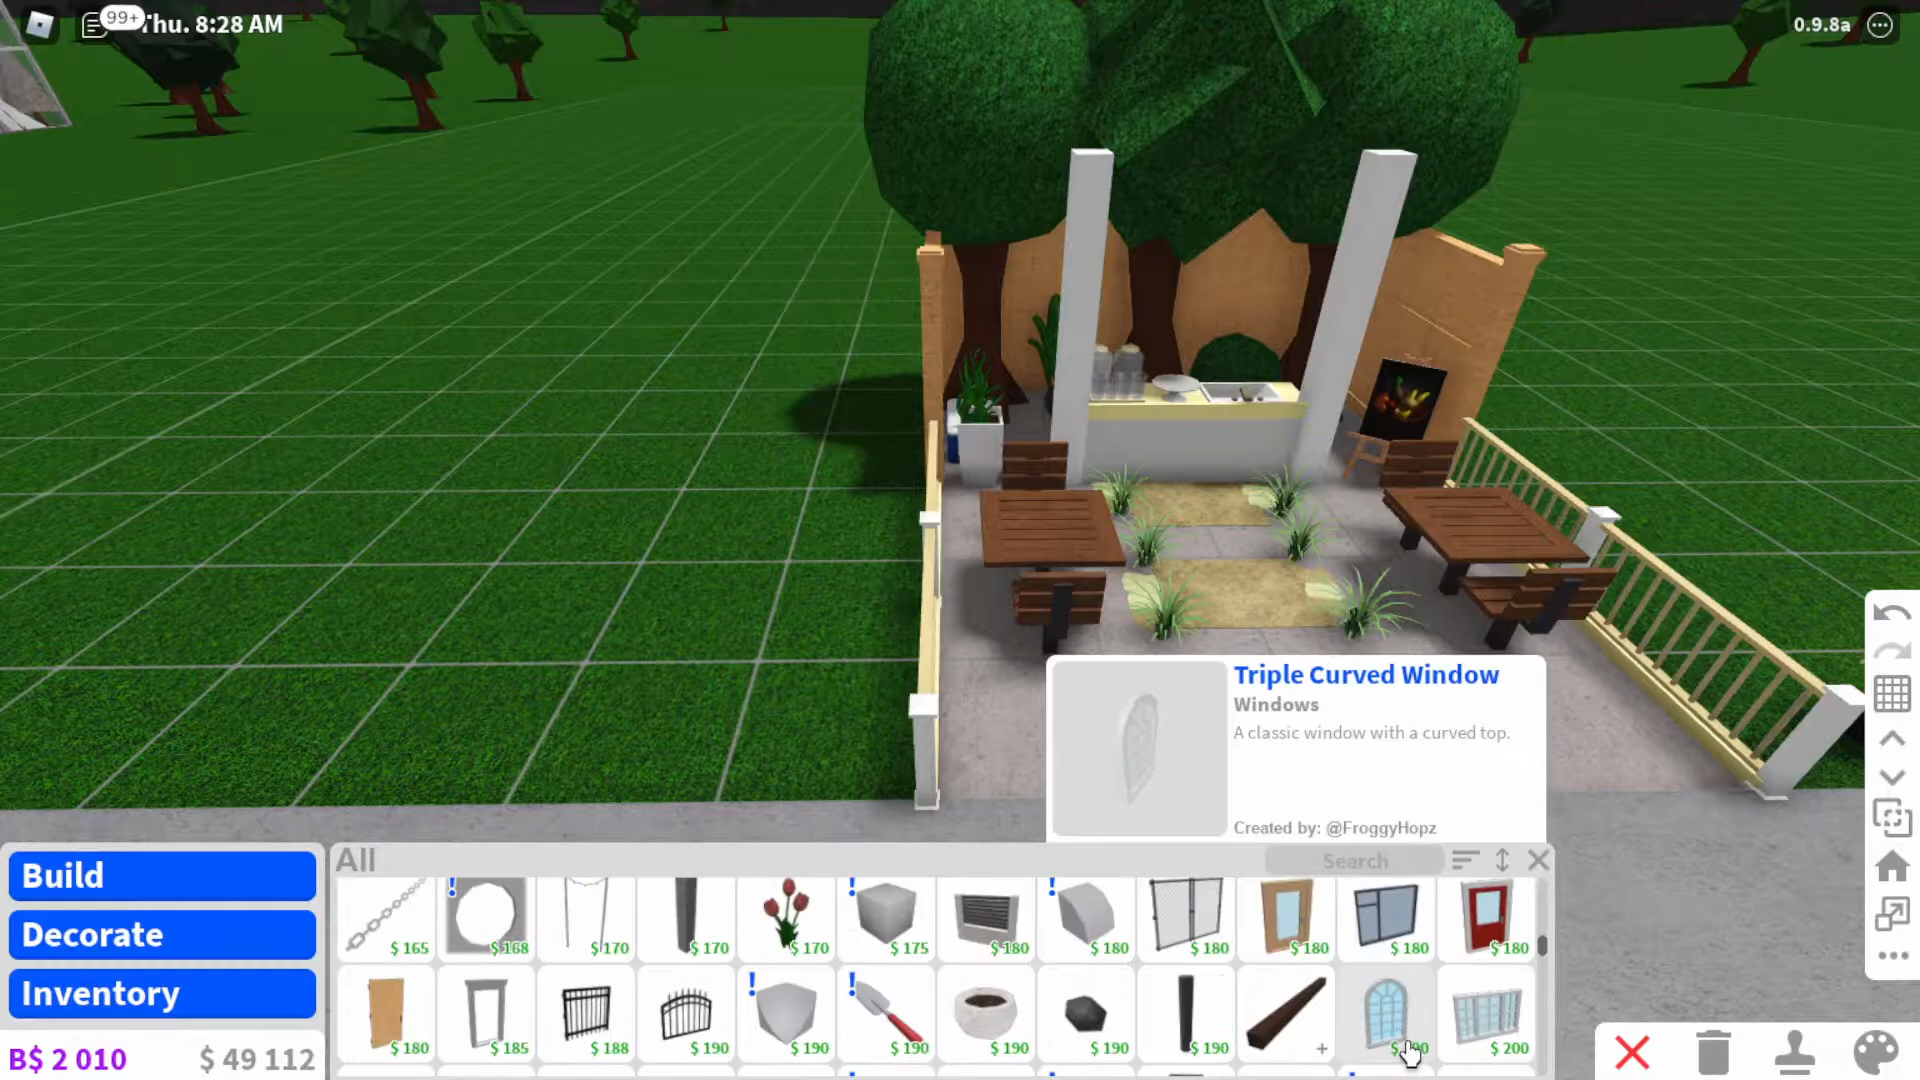 99+
Thu. 8:28 AM
0.9.8a
Triple Curved Window
Windows
A classic window with a curved top.
Created by: @FroggyHopz
Build
Decorate
Inventory
B$ 2 010
$ 49 112
All
Search
$ 165
! $ 168
$ 170
$ 170
$ 170
! $ 175
$ 180
! $ 180
$ 180
$ 180
$ 180
$ 180
$ 180
$ 185
$ 188
$ 190
! $ 190
! $ 190
$ 190
$ 190
$ 190
+
$ 200